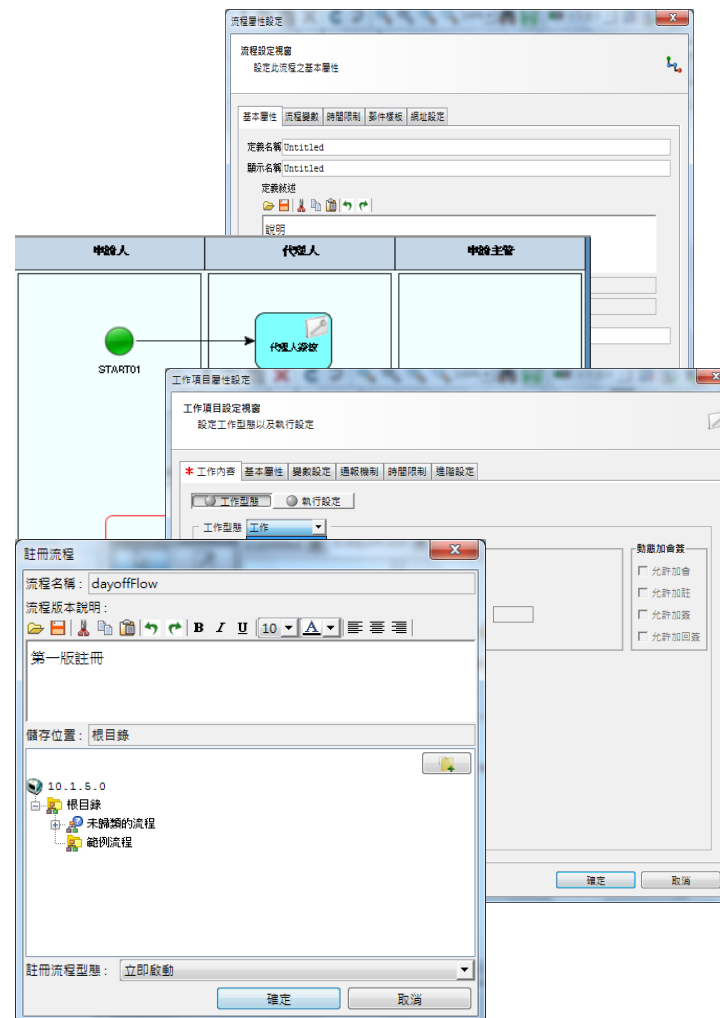 流程屬性設定
流程設定視窗
設定此流程之基本屬性
基本屬性 流程變數 時間限制 郵件樣板 網址設定
定義名稱 Untitled
顯示名稱 Untitled
定義敘述
說明
申請人 代理人 申請主管
START01
代理人簽核
工作項目屬性設定
工作項目設定視窗
設定工作型態以及執行設定
* 工作內容 基本屬性 變數設定 通報機制 時間限制 進階設定
工作型態 執行設定
工作型態 工作
動態加會簽
允許加會
允許加註
允許加簽
允許加回簽
確定 取消
註冊流程
流程名稱： dayoffFlow
流程版本說明：
B I U 10 A
第一版註冊
儲存位置： 根目錄
10.1.5.0
根目錄
未歸類的流程
範例流程
註冊流程型態： 立即啟動
確定 取消